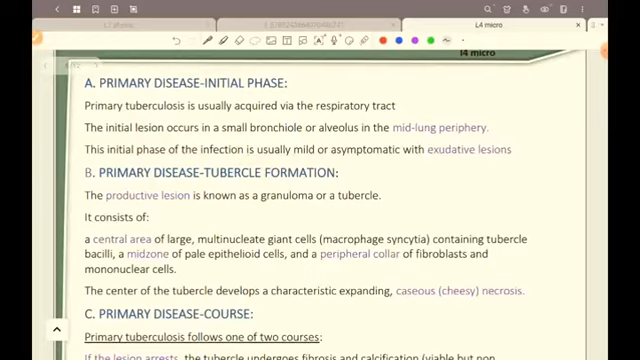 L4 micro
l4 micro
A. PRIMARY DISEASE-INITIAL PHASE:
Primary tuberculosis is usually acquired via the respiratory tract
The initial lesion occurs in a small bronchiole or alveolus in the mid-lung periphery.
This initial phase of the infection is usually mild or asymptomatic with exudative lesions
B. PRIMARY DISEASE-TUBERCLE FORMATION:
The productive lesion is known as a granuloma or a tubercle.
It consists of:
a central area of large, multinucleate giant cells (macrophage syncytia) containing tubercle
bacilli, a midzone of pale epithelioid cells, and a peripheral collar of fibroblasts and
mononuclear cells.
The center of the tubercle develops a characteristic expanding, caseous (cheesy) necrosis.
C. PRIMARY DISEASE-COURSE:
Primary tuberculosis follows one of two courses:
If the lesion arrests, the tubercle undergoes fibrosis and calcification (viable but non